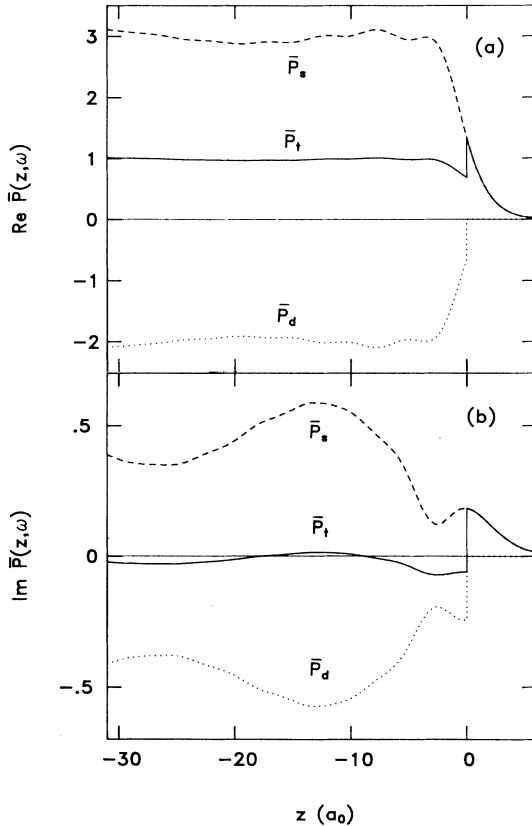 3
2
1
0
-1
-2
Re P̄(z,ω)
(a)
P̄s
P̄t
P̄d
.5
0
-.5
Im P̄(z,ω)
(b)
P̄s
P̄t
P̄d
-30
-20
-10
0
z (a₀)